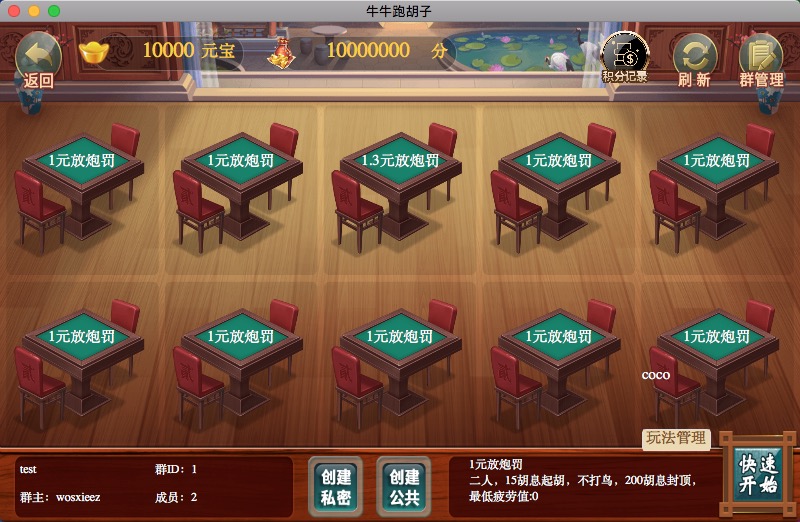 牛牛跑胡子
10000 元宝
10000000 分
返回
积分记录
刷新
群管理
1元放炮罚
1元放炮罚
1.3元放炮罚
1元放炮罚
1元放炮罚
1元放炮罚
1元放炮罚
1元放炮罚
1元放炮罚
1元放炮罚
coco
玩法管理
test
群ID：1
群主：wosxieez
成员：2
创建
私密
创建
公共
1元放炮罚
二人，15胡息起胡，不打鸟，200胡息封顶，
最低疲劳值:0
快速
开始